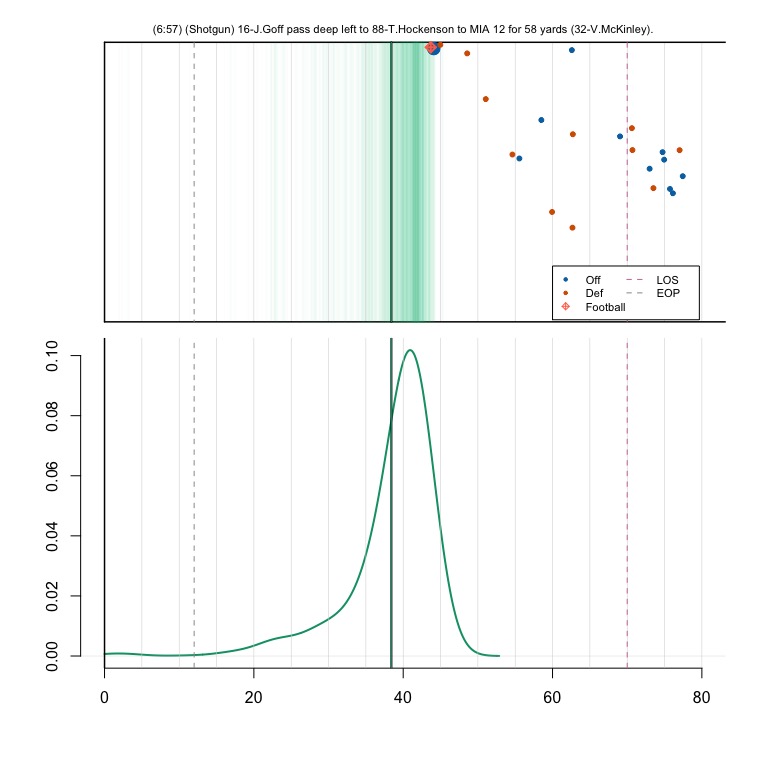 (6:57) (Shotgun) 16-J.Goff pass deep left to 88-T.Hockenson to MIA 12 for 58 yards (32-V.McKinley).
Off LOS
Def EOP
Football
0.10
0.08
0.06
0.04
0.02
0.00
0 20 40 60 80